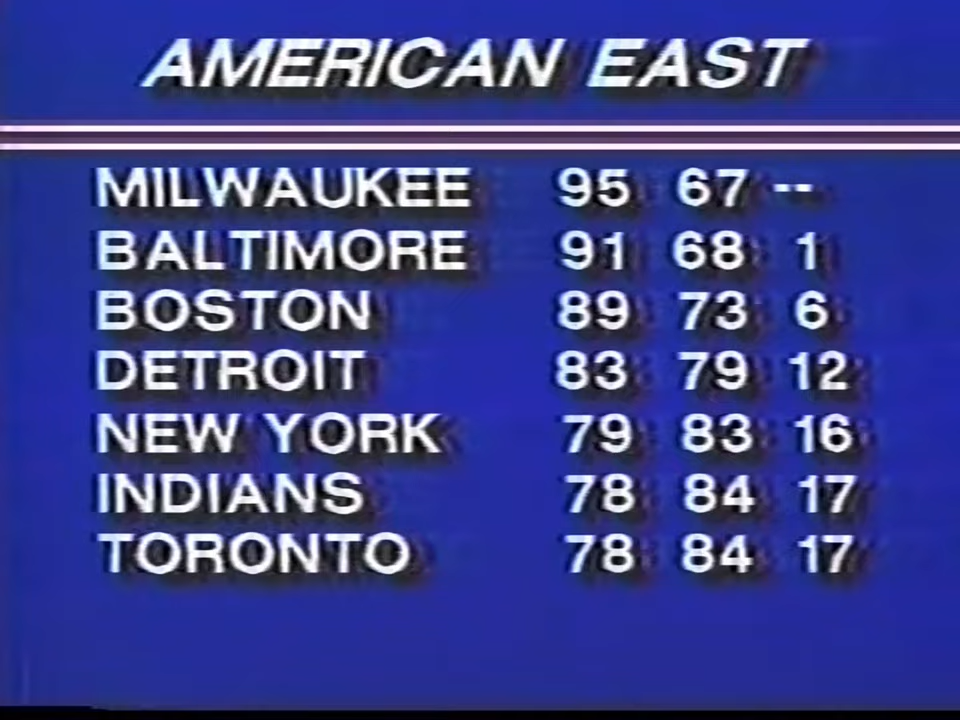 AMERICAN EAST
MILWAUKEE 95 67 --
BALTIMORE 91 68 1
BOSTON 89 73 6
DETROIT 83 79 12
NEW YORK 79 83 16
INDIANS 78 84 17
TORONTO 78 84 17